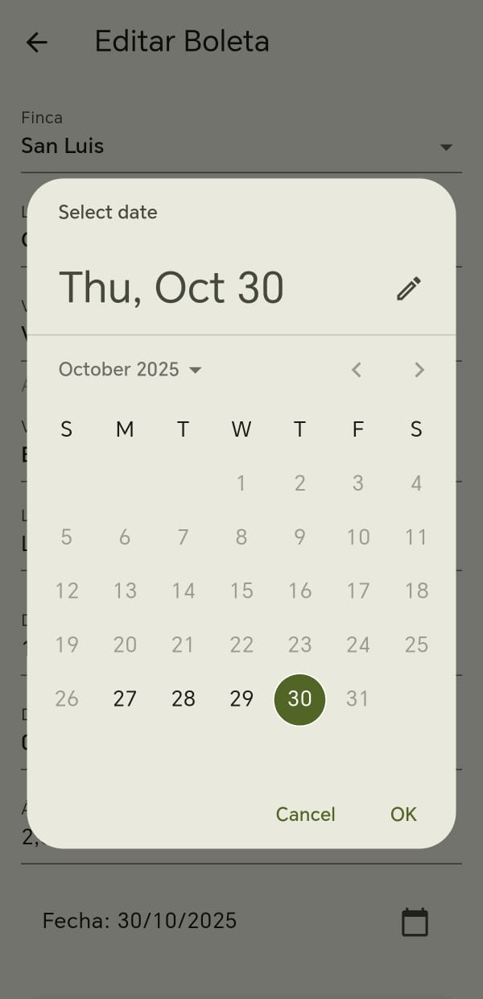 Editar Boleta
Finca
San Luis
Select date
Thu, Oct 30
October 2025
S M T W T F S
1 2 3 4
5 6 7 8 9 10 11
12 13 14 15 16 17 18
19 20 21 22 23 24 25
26 27 28 29 30 31
Cancel OK
2,
Fecha: 30/10/2025